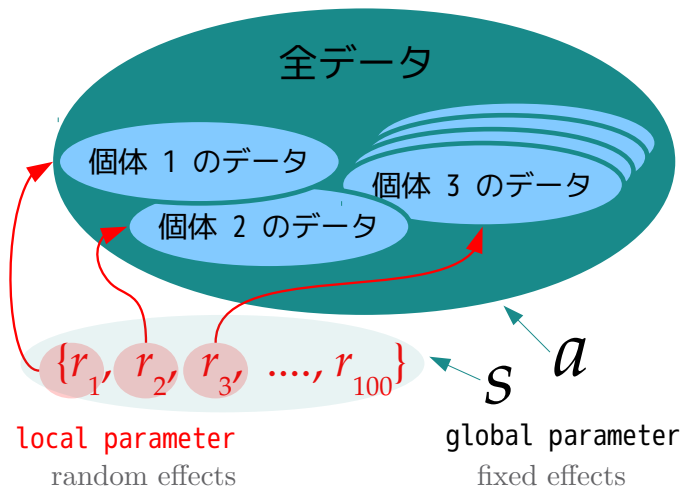 全データ
個体 1 のデータ
個体 3 のデータ
個体 2 のデータ
{r1, r2, r3, ...., r100}
s
a
local parameter
global parameter
random effects
fixed effects